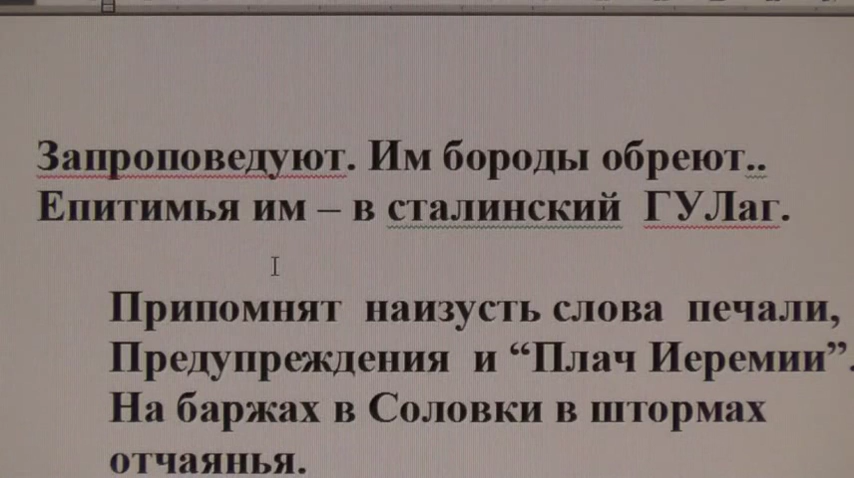 Запроповедуют. Им бороды обреют..
Епитимья им – в сталинский ГУЛаг.
Припомнят наизусть слова печали,
Предупреждения и “Плач Иеремии”.
На баржах в Соловки в штормах
отчаянья.